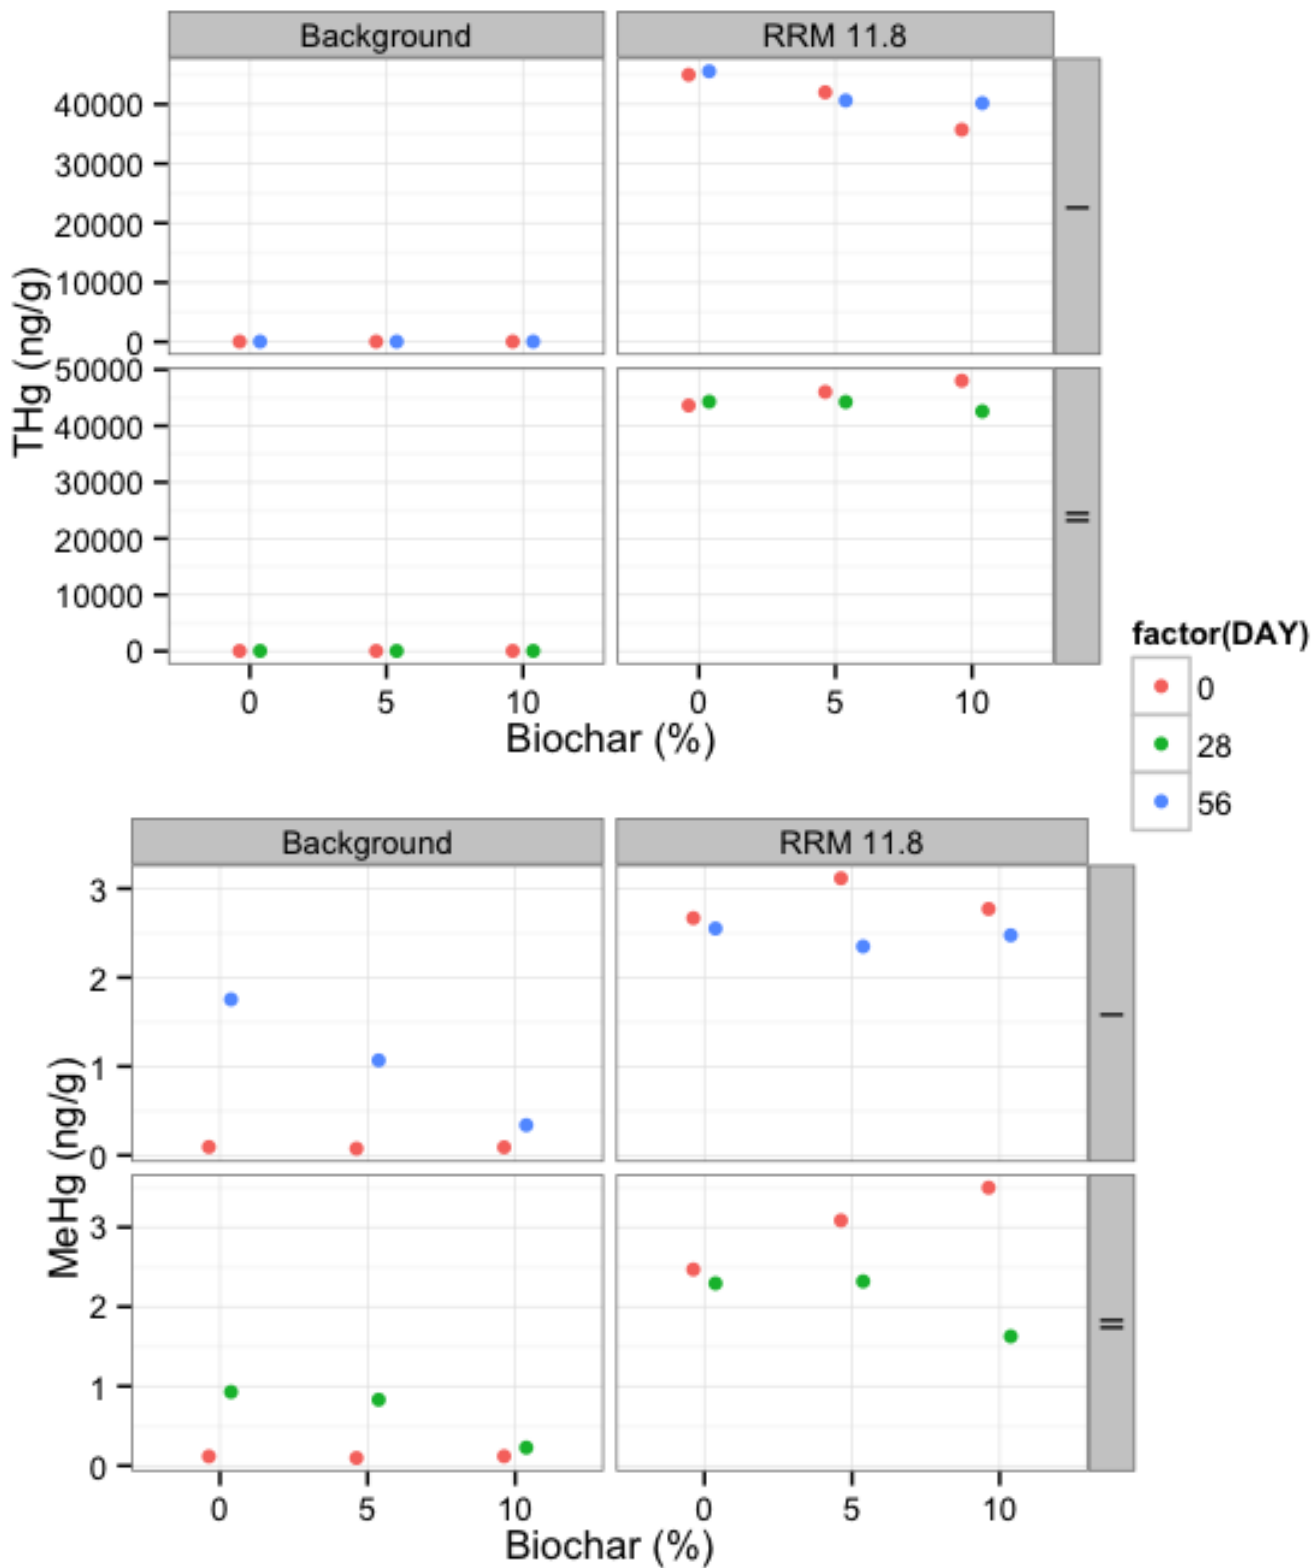 Background RRM 11.8
40000
30000
20000
10000
0
I
50000
40000
30000
20000
10000
0
II
THg (ng/g)
0 5 10 0 5 10
Biochar (%)
factor(DAY)
0
28
56
Background RRM 11.8
3
2
1
0
I
3
2
1
0
II
MeHg (ng/g)
0 5 10 0 5 10
Biochar (%)